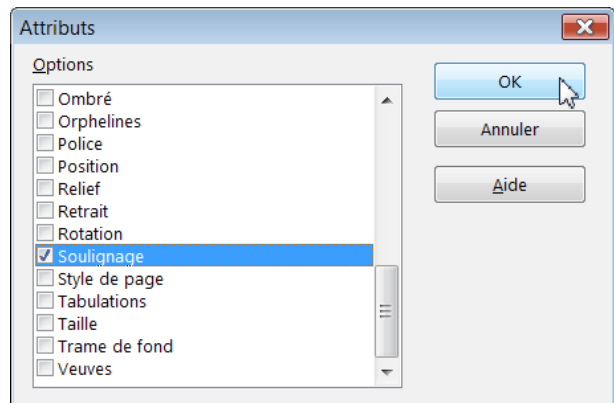 Attributs
Options
Ombré
Orphelines
Police
Position
Relief
Retrait
Rotation
Soulignage
Style de page
Tabulations
Taille
Trame de fond
Veuves
OK
Annuler
Aide